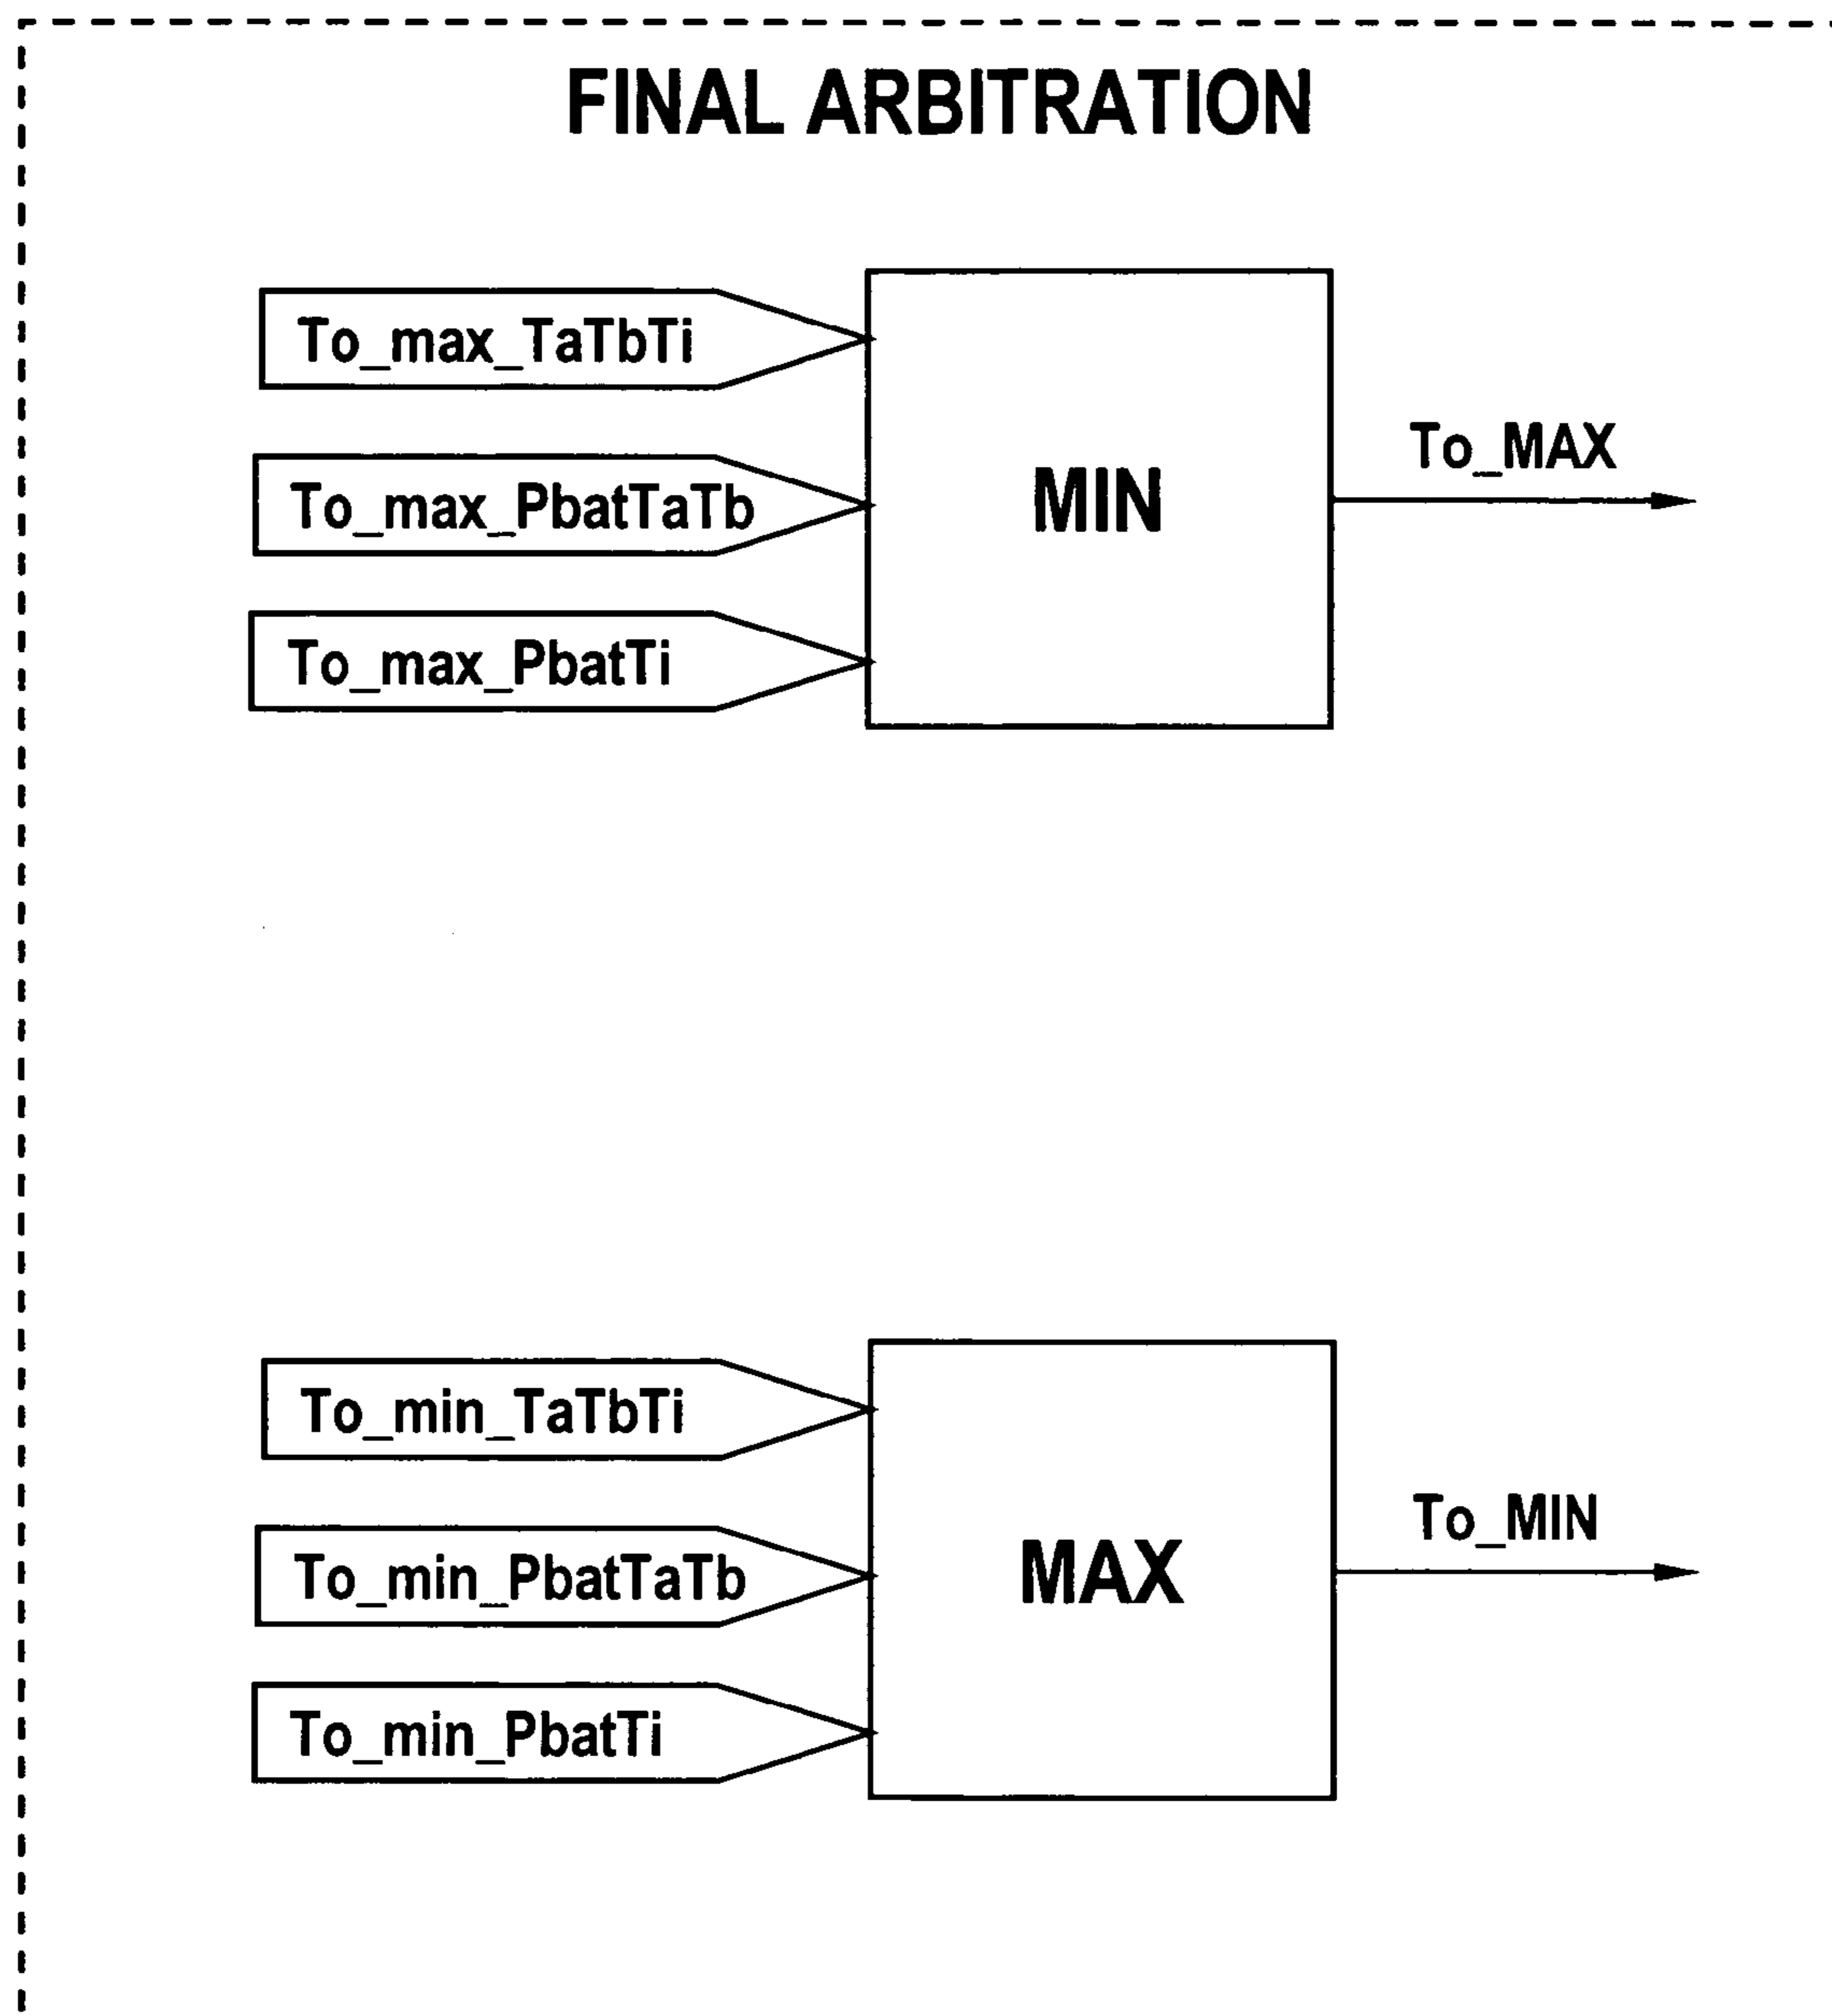 FINAL ARBITRATION
To_max_TaTbTi
To_max_PbatTaTb
To_max_PbatTi
MIN
To_MAX
To_min_TaTbTi
To_min_PbatTaTb
To_min_PbatTi
MAX
To_MIN